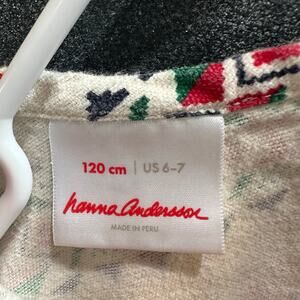 120 cm | US 6-7
hanna andersson
MADE IN PERU